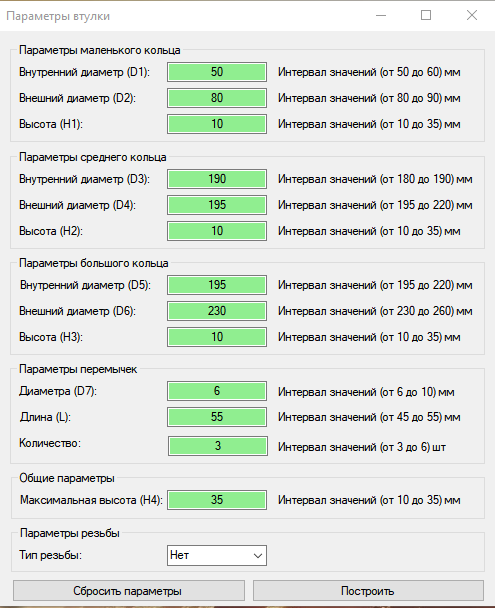 Параметры втулки
Параметры маленького кольца
Внутренний диаметр (D1): 50 Интервал значений (от 50 до 60) мм
Внешний диаметр (D2): 80 Интервал значений (от 80 до 90) мм
Высота (H1): 10 Интервал значений (от 10 до 35) мм
Параметры среднего кольца
Внутренний диаметр (D3): 190 Интервал значений (от 180 до 190) мм
Внешний диаметр (D4): 195 Интервал значений (от 195 до 220) мм
Высота (H2): 10 Интервал значений (от 10 до 35) мм
Параметры большого кольца
Внутренний диаметр (D5): 195 Интервал значений (от 195 до 220) мм
Внешний диаметр (D6): 230 Интервал значений (от 230 до 260) мм
Высота (H3): 10 Интервал значений (от 10 до 35) мм
Параметры перемычек
Диаметра (D7): 6 Интервал значений (от 6 до 10) мм
Длина (L): 55 Интервал значений (от 45 до 55) мм
Количество: 3 Интервал значений (от 3 до 6) шт
Общие параметры
Максимальная высота (H4): 35 Интервал значений (от 10 до 35) мм
Параметры резьбы
Тип резьбы: Нет
Сбросить параметры Построить